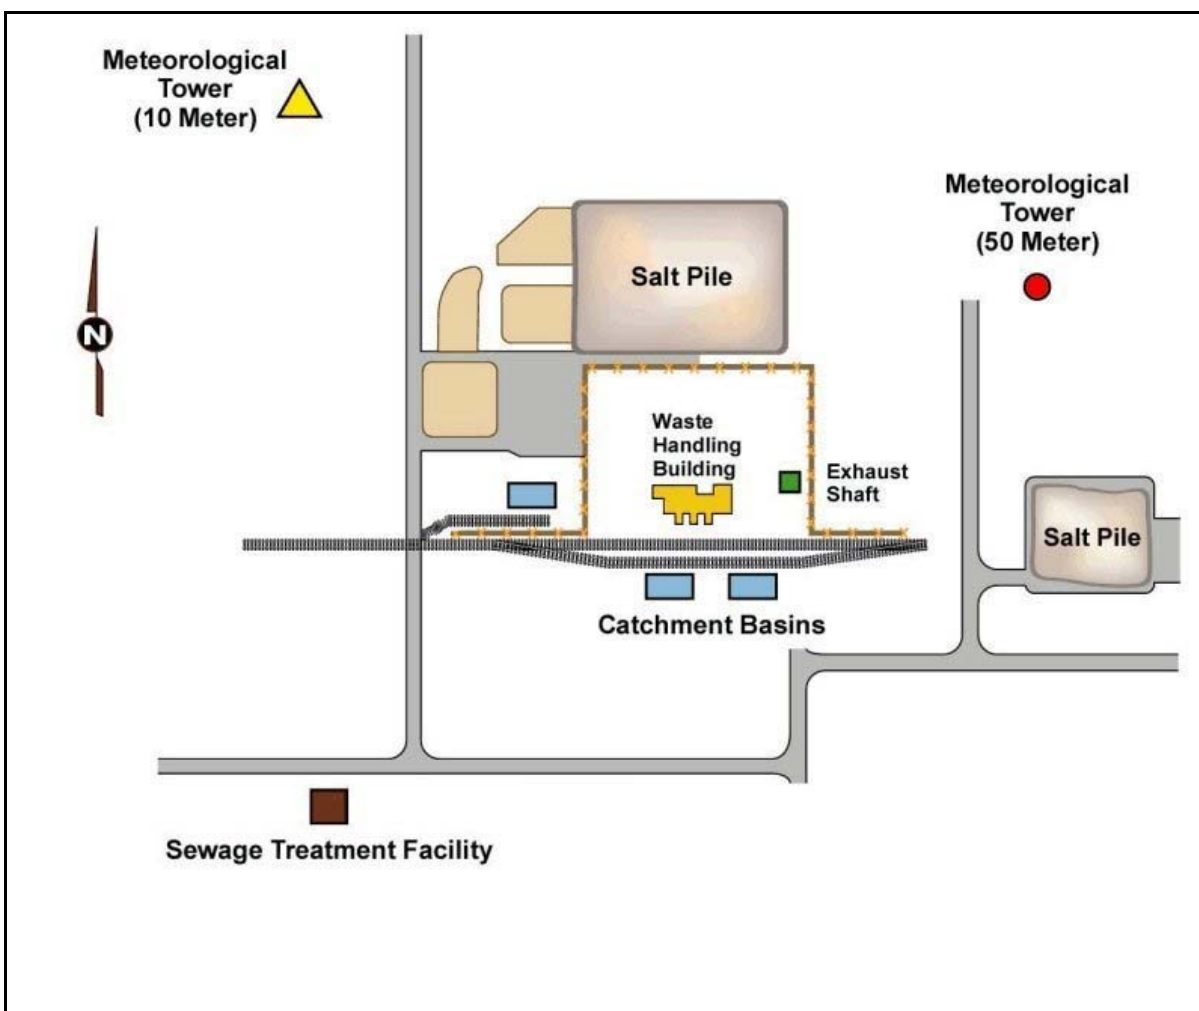 Meteorological
Tower
(10 Meter)
Meteorological
Tower
(50 Meter)
Salt Pile
N
Waste
Handling
Building
Exhaust
Shaft
Salt Pile
Catchment Basins
Sewage Treatment Facility